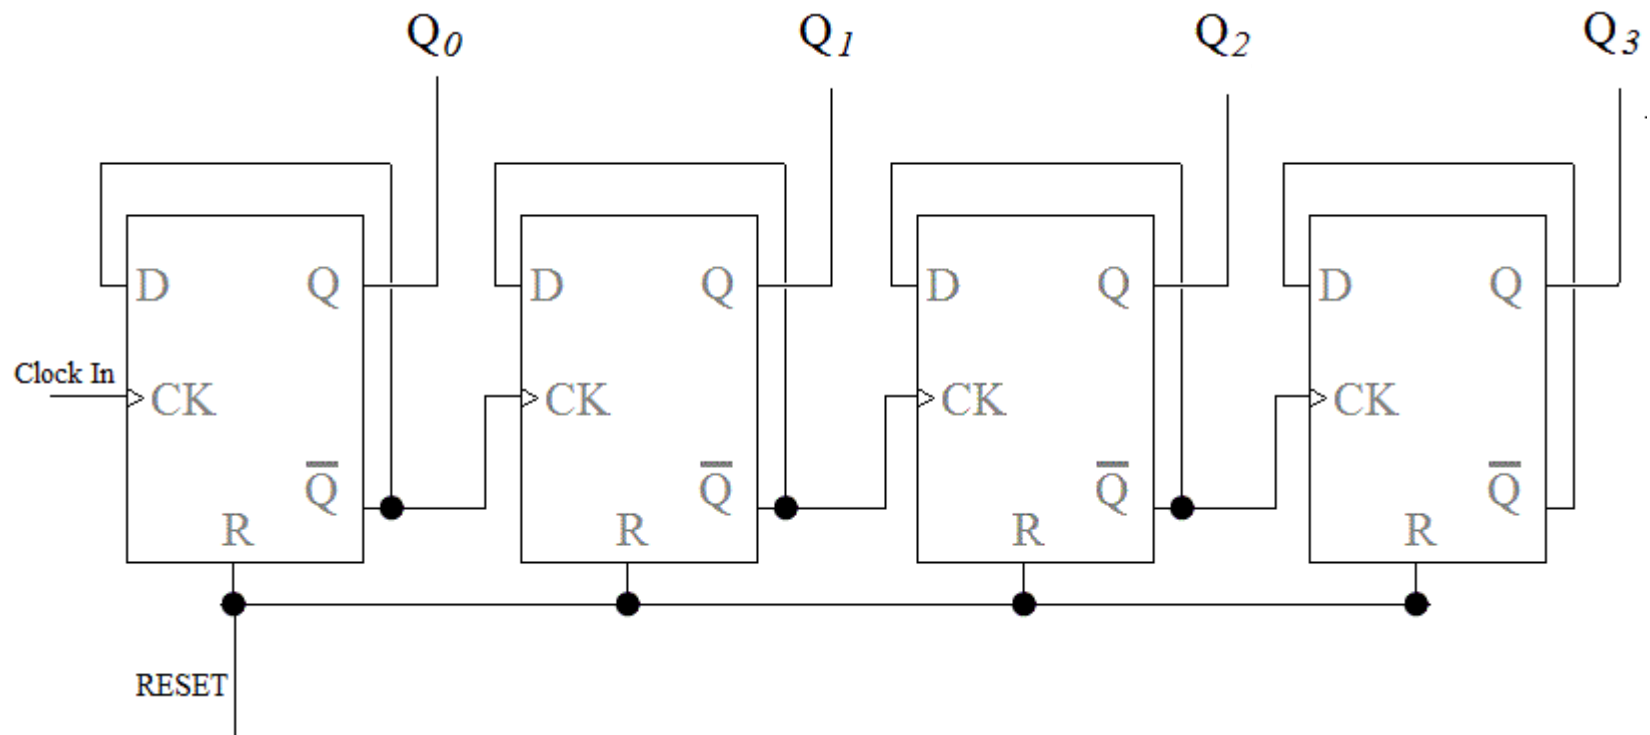 Q0 Q1 Q2 Q3
D Q D Q D Q D Q
Clock In CK CK CK CK
Q̅ Q̅ Q̅ Q̅
R R R R
RESET